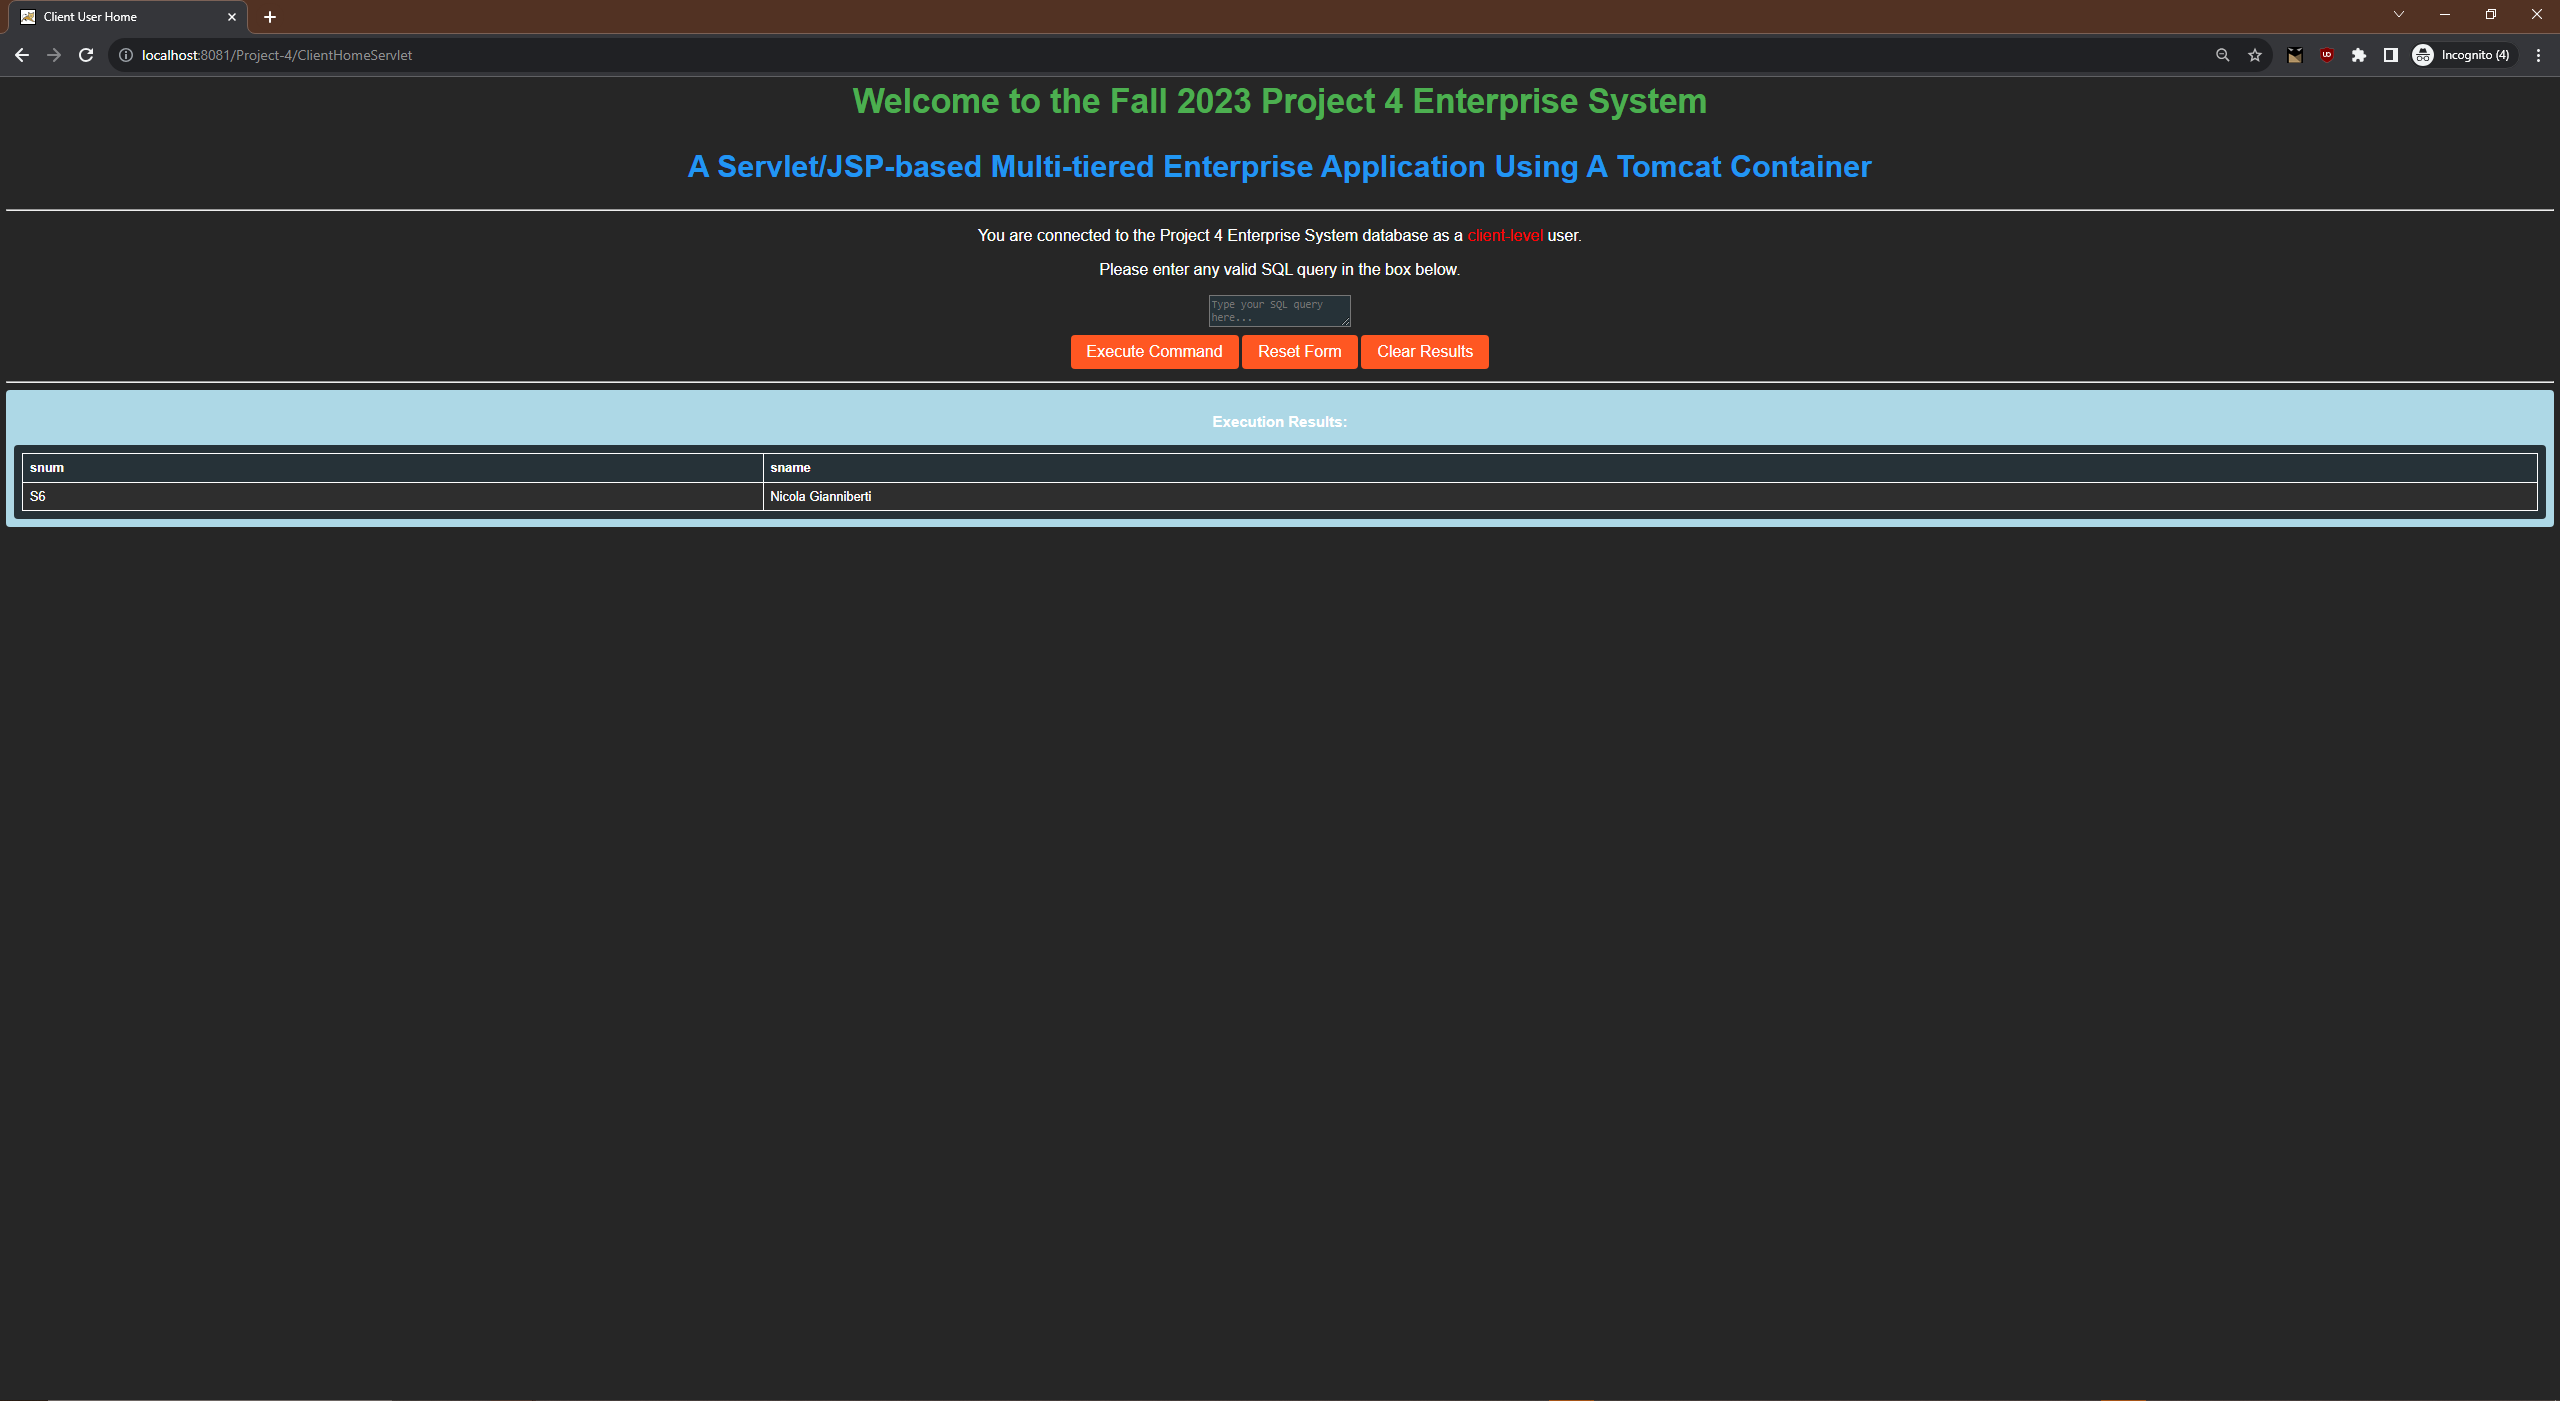 Client User Home
localhost:8081/Project-4/ClientHomeServlet
Incognito (4)
Welcome to the Fall 2023 Project 4 Enterprise System
A Servlet/JSP-based Multi-tiered Enterprise Application Using A Tomcat Container
You are connected to the Project 4 Enterprise System database as a client-level user.
Please enter any valid SQL query in the box below.
Type your SQL query
here...
Execute Command Reset Form Clear Results
Execution Results:
snum sname
S6 Nicola Gianniberti